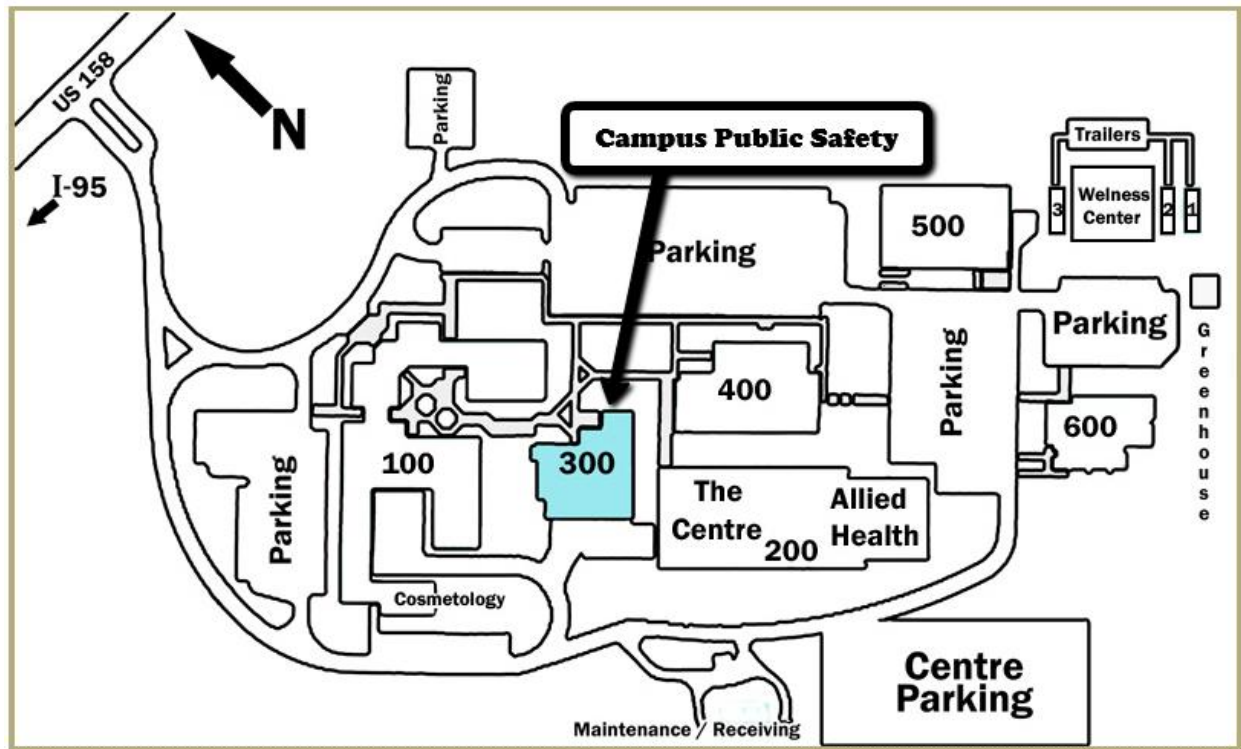 US 158
N
I-95
Parking
Campus Public Safety
Parking
500
Trailers
3
Welness
Center
2
1
Parking
Greenhouse
Parking
400
600
Parking
100
300
The
Centre
Allied
Health
200
Cosmetology
Centre
Parking
Maintenance / Receiving